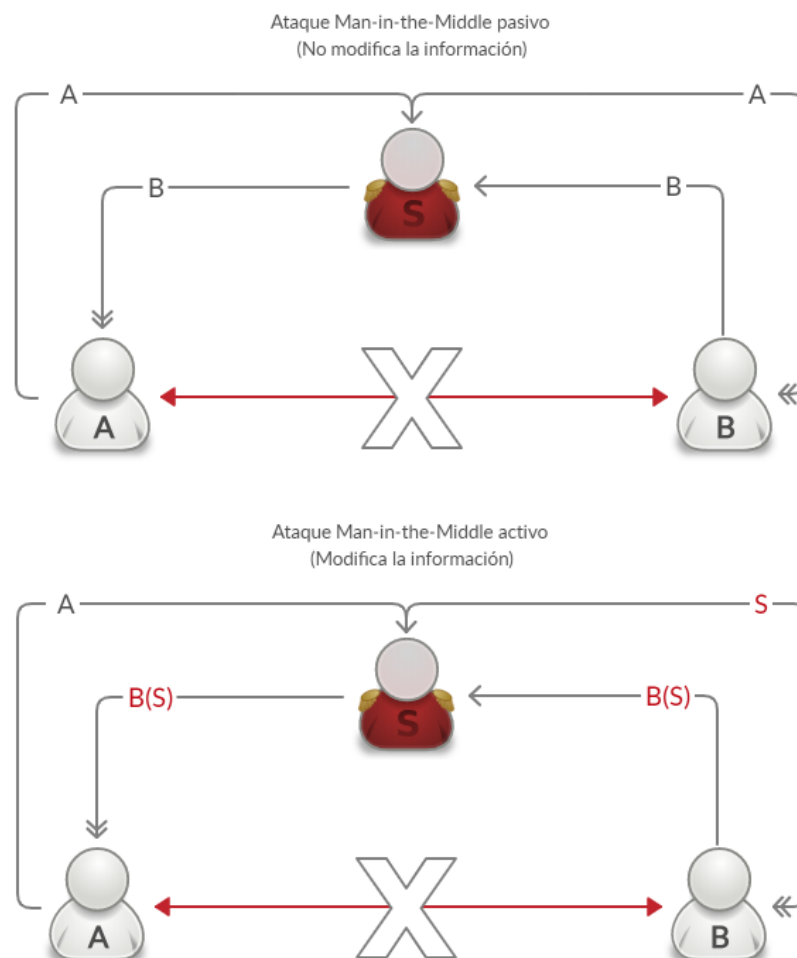 Ataque Man-in-the-Middle pasivo
(No modifica la información)
A
A
S
B
B
A
B
Ataque Man-in-the-Middle activo
(Modifica la información)
A
S
S
B(S)
B(S)
A
B